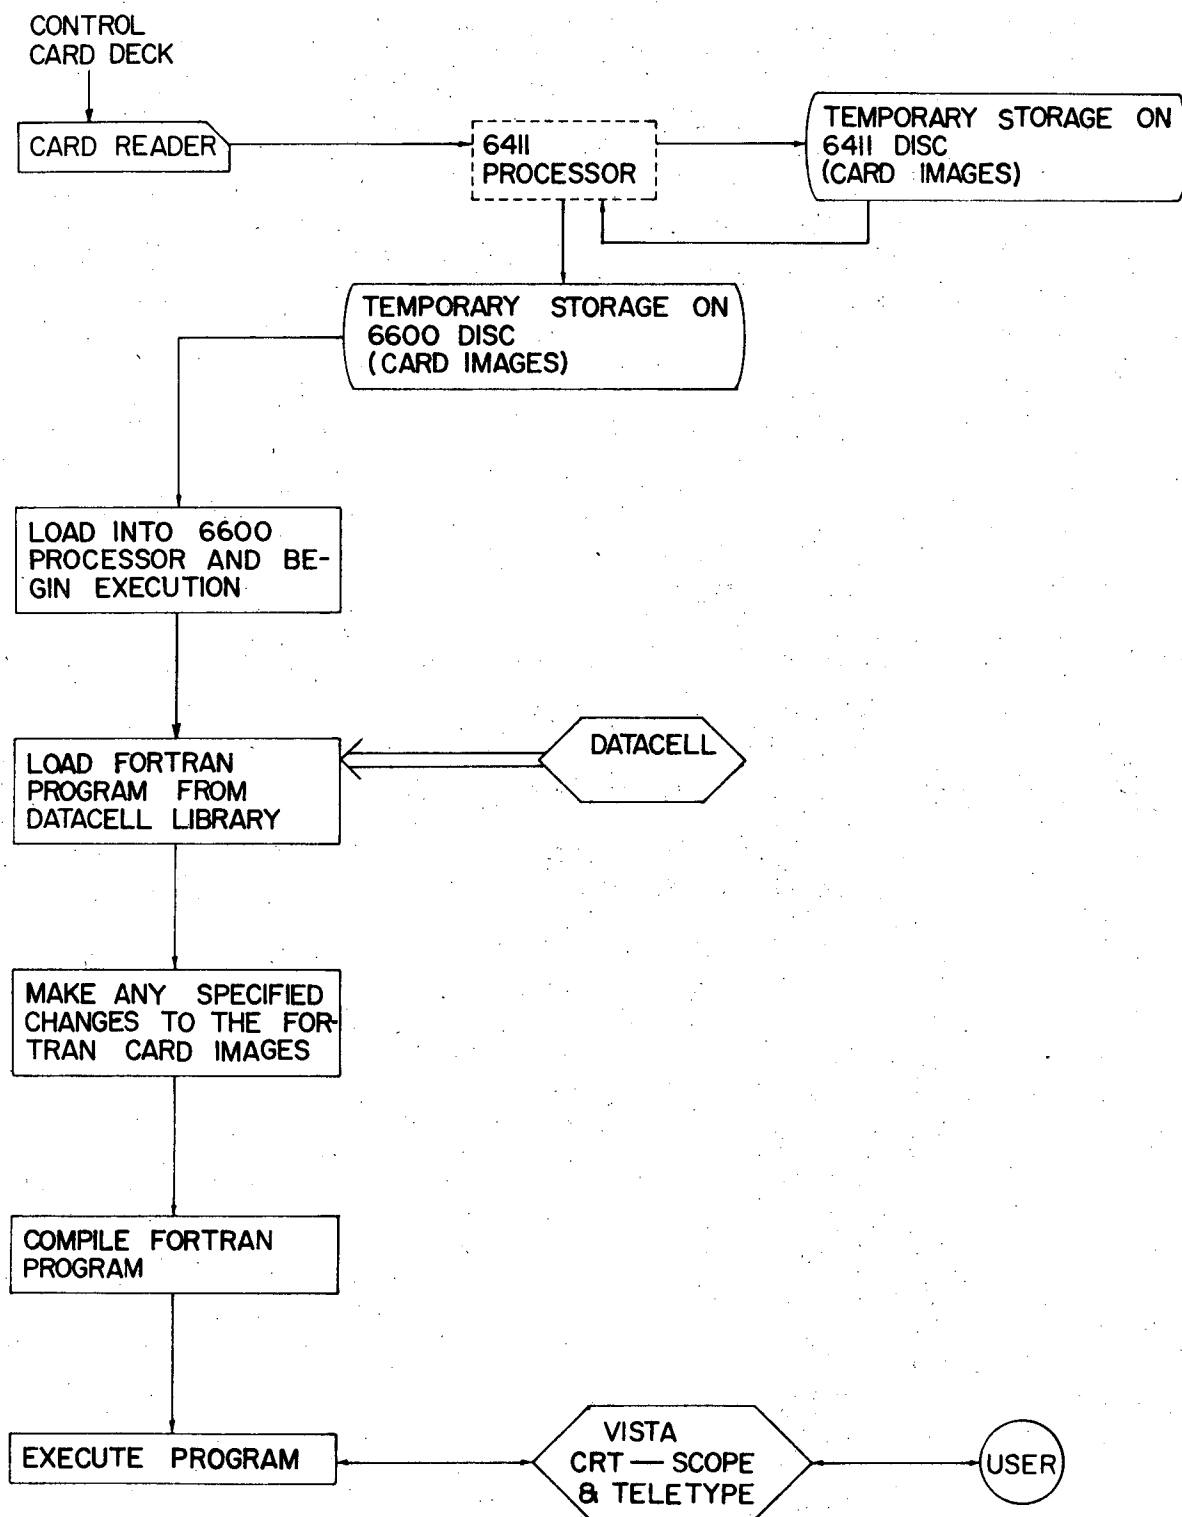 CONTROL
CARD DECK
CARD READER
6411
PROCESSOR
TEMPORARY STORAGE ON
6411 DISC
(CARD IMAGES)
TEMPORARY STORAGE ON
6600 DISC
(CARD IMAGES)
LOAD INTO 6600
PROCESSOR AND BE-
GIN EXECUTION
LOAD FORTRAN
PROGRAM FROM
DATACELL LIBRARY
DATACELL
MAKE ANY SPECIFIED
CHANGES TO THE FOR-
TRAN CARD IMAGES
COMPILE FORTRAN
PROGRAM
EXECUTE PROGRAM
VISTA
CRT — SCOPE
& TELETYPE
USER